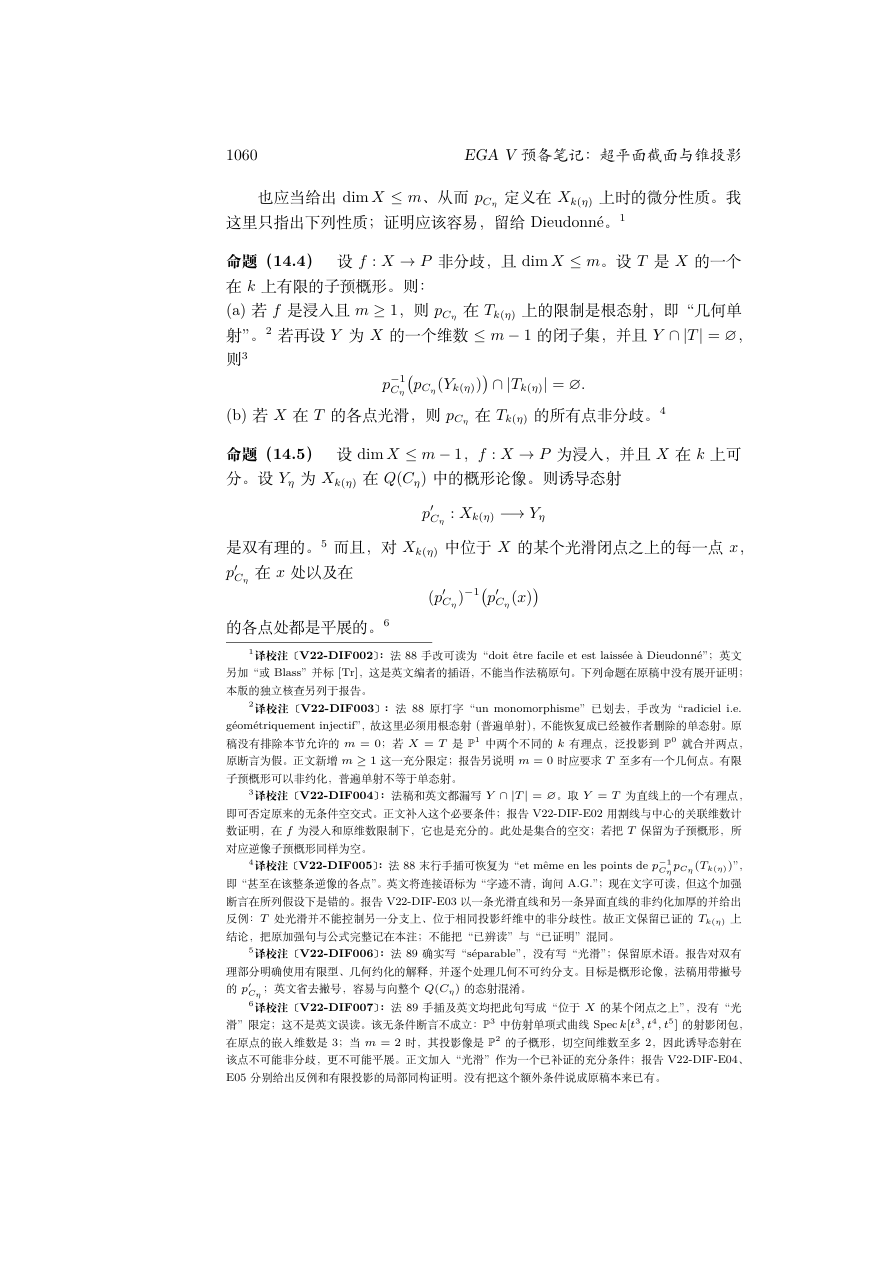 1060 EGA V 预备笔记：超平面截面与锥投影
也应当给出 dim X ≤ m、从而 p_{C_η} 定义在 X_{k(η)} 上时的微分性质。我
这里只指出下列性质；证明应该容易，留给 Dieudonné。¹
命题（14.4） 设 f : X → P 非分歧，且 dim X ≤ m。设 T 是 X 的一个
在 k 上有限的子预概形。则：
(a) 若 f 是浸入且 m ≥ 1，则 p_{C_η} 在 T_{k(η)} 上的限制是根态射，即 “几何单
射”。² 若再设 Y 为 X 的一个维数 ≤ m − 1 的闭子集，并且 Y ∩ |T| = ∅，
则³
p_{C_η}^{−1}(p_{C_η}(Y_{k(η)})) ∩ |T_{k(η)}| = ∅.
(b) 若 X 在 T 的各点光滑，则 p_{C_η} 在 T_{k(η)} 的所有点非分歧。⁴
命题（14.5） 设 dim X ≤ m − 1，f : X → P 为浸入，并且 X 在 k 上可
分。设 Y_η 为 X_{k(η)} 在 Q(C_η) 中的概形论像。则诱导态射
p′_{C_η} : X_{k(η)} ⟶ Y_η
是双有理的。⁵ 而且，对 X_{k(η)} 中位于 X 的某个光滑闭点之上的每一点 x，
p′_{C_η} 在 x 处以及在
(p′_{C_η})^{−1}(p′_{C_η}(x))
的各点处都是平展的。⁶
¹译校注〔V22-DIF002〕：法 88 手改可读为 “doit être facile et est laissée à Dieudonné”；英文
另加 “或 Blass” 并标 [Tr]，这是英文编者的插语，不能当作法稿原句。下列命题在原稿中没有展开证明；
本版的独立核查另列于报告。
²译校注〔V22-DIF003〕：法 88 原打字 “un monomorphisme” 已划去，手改为 “radiciel i.e.
géométriquement injectif”，故这里必须用根态射（普遍单射），不能恢复成已经被作者删除的单态射。原
稿没有排除本节允许的 m = 0；若 X = T 是 ℙ¹ 中两个不同的 k 有理点，泛投影到 ℙ⁰ 就合并两点，
原断言为假。正文新增 m ≥ 1 这一充分限定；报告另说明 m = 0 时应要求 T 至多有一个几何点。有限
子预概形可以非约化，普遍单射不等于单态射。
³译校注〔V22-DIF004〕：法稿和英文都漏写 Y ∩ |T| = ∅。取 Y = T 为直线上的一个有理点，
即可否定原来的无条件空交式。正文补入这个必要条件；报告 V22-DIF-E02 用割线与中心的关联维数计
数证明，在 f 为浸入和原维数限制下，它也是充分的。此处是集合的空交；若把 T 保留为子预概形，所
对应逆像子预概形同样为空。
⁴译校注〔V22-DIF005〕：法 88 末行手插可恢复为 “et même en les points de p_{C_η}^{−1}p_{C_η}(T_{k(η)})”，
即 “甚至在该整条逆像的各点”。英文将连接语标为 “字迹不清，询问 A.G.”；现在文字可读，但这个加强
断言在所列假设下是错的。报告 V22-DIF-E03 以一条光滑直线和另一条异面直线的非约化加厚的并给出
反例：T 处光滑并不能控制另一分支上、位于相同投影纤维中的非分歧性。故正文保留已证的 T_{k(η)} 上
结论，把原加强句与公式完整记在本注；不能把 “已辨读” 与 “已证明” 混同。
⁵译校注〔V22-DIF006〕：法 89 确实写 “séparable”，没有写 “光滑”；保留原术语。报告对双有
理部分明确使用有限型、几何约化的解释，并逐个处理几何不可约分支。目标是概形论像，法稿用带撇号
的 p′_{C_η}；英文省去撇号，容易与向整个 Q(C_η) 的态射混淆。
⁶译校注〔V22-DIF007〕：法 89 手插及英文均把此句写成 “位于 X 的某个闭点之上”，没有 “光
滑” 限定；这不是英文误读。该无条件断言不成立：ℙ³ 中仿射单项式曲线 Spec k[t³, t⁴, t⁵] 的射影闭包，
在原点的嵌入维数是 3；当 m = 2 时，其投影像是 ℙ² 的子概形，切空间维数至多 2，因此诱导态射在
该点不可能非分歧，更不可能平展。正文加入 “光滑” 作为一个已补证的充分条件；报告 V22-DIF-E04、
E05 分别给出反例和有限投影的局部同构证明。没有把这个额外条件说成原稿本来已有。